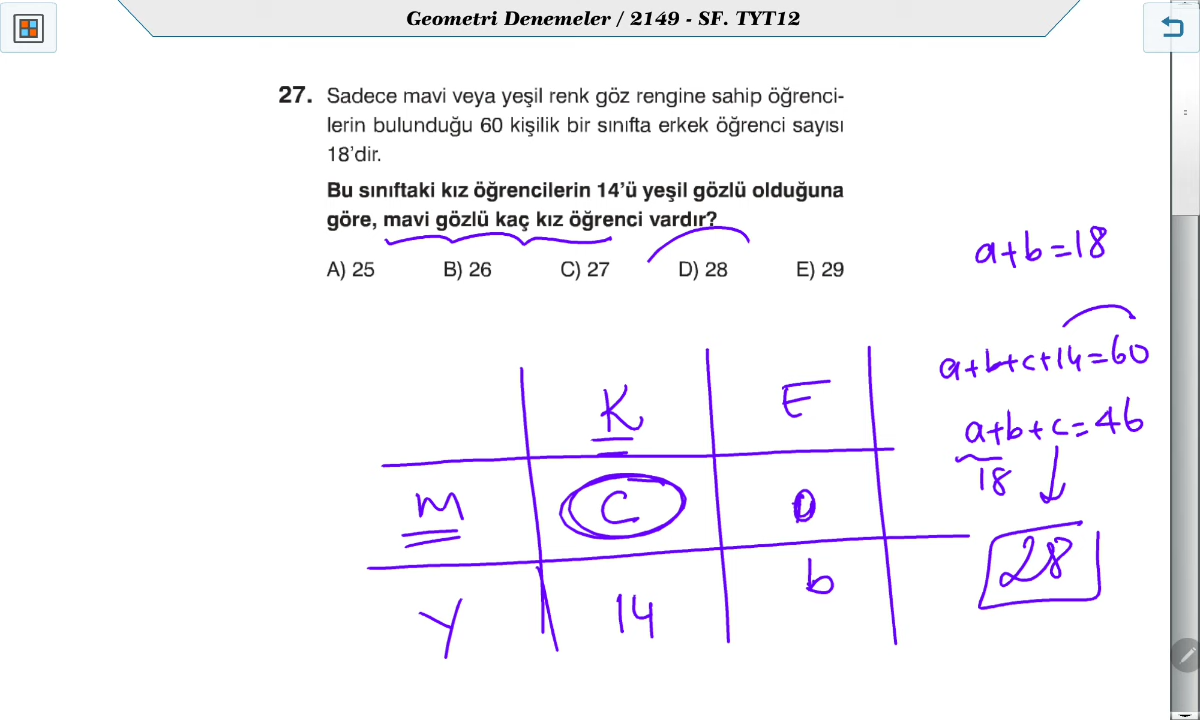 Geometri Denemeler / 2149 - SF. TYT12
27. Sadece mavi veya yeşil renk göz rengine sahip öğrenci-
lerin bulunduğu 60 kişilik bir sınıfta erkek öğrenci sayısı
18'dir.
Bu sınıftaki kız öğrencilerin 14'ü yeşil gözlü olduğuna
göre, mavi gözlü kaç kız öğrenci vardır?
A) 25 B) 26 C) 27 D) 28 E) 29
a+b=18
a+b+c+14=60
a+b+c=46
18
28
K E
M C
Y 14 b